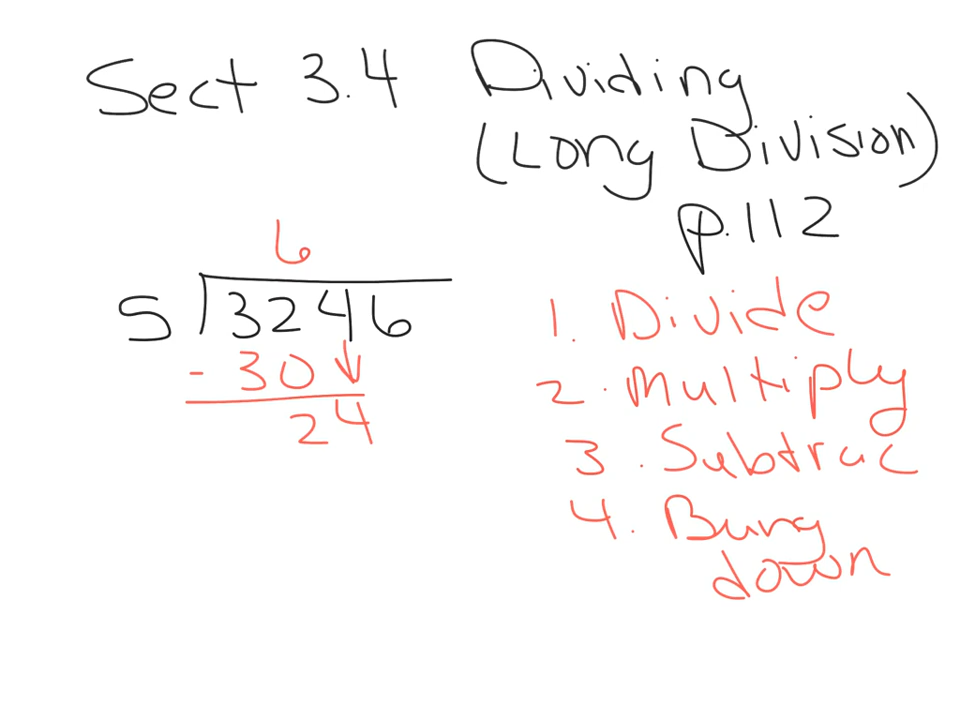 Sect 3.4 Dividing
(Long Division)
p.112
6
5 3246
- 30↓
24
1. Divide
2. Multiply
3. Subtrac
4. Bring
down